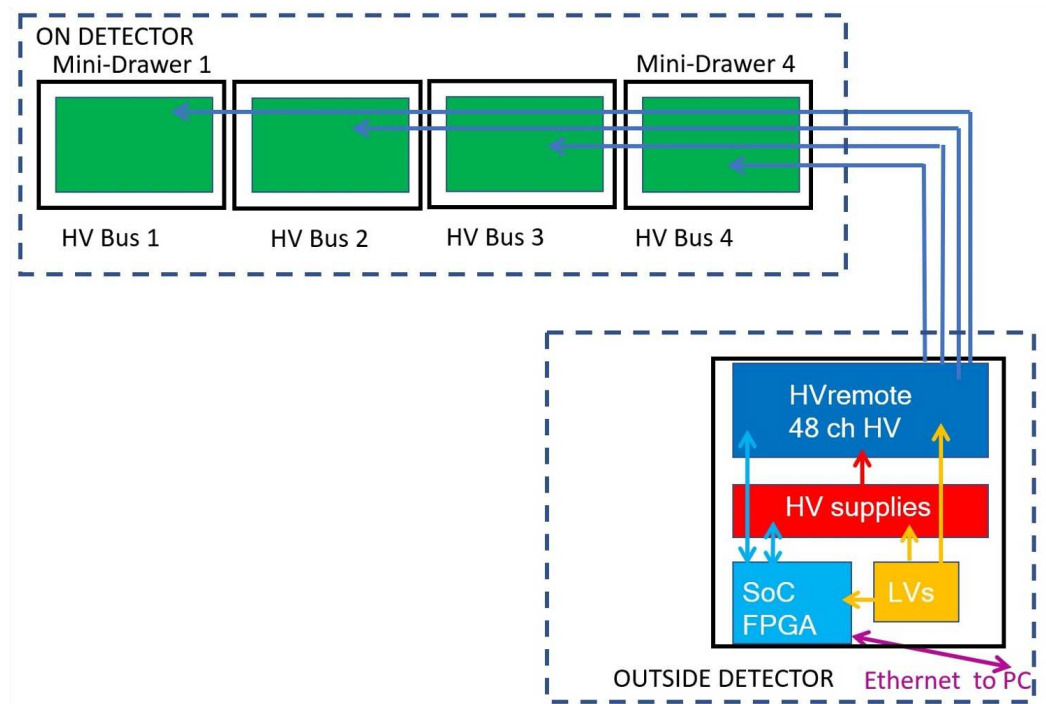 ON DETECTOR
Mini-Drawer 1
Mini-Drawer 4
HV Bus 1
HV Bus 2
HV Bus 3
HV Bus 4
HVremote
48 ch HV
HV supplies
SoC
FPGA
LVs
OUTSIDE DETECTOR
Ethernet to PC